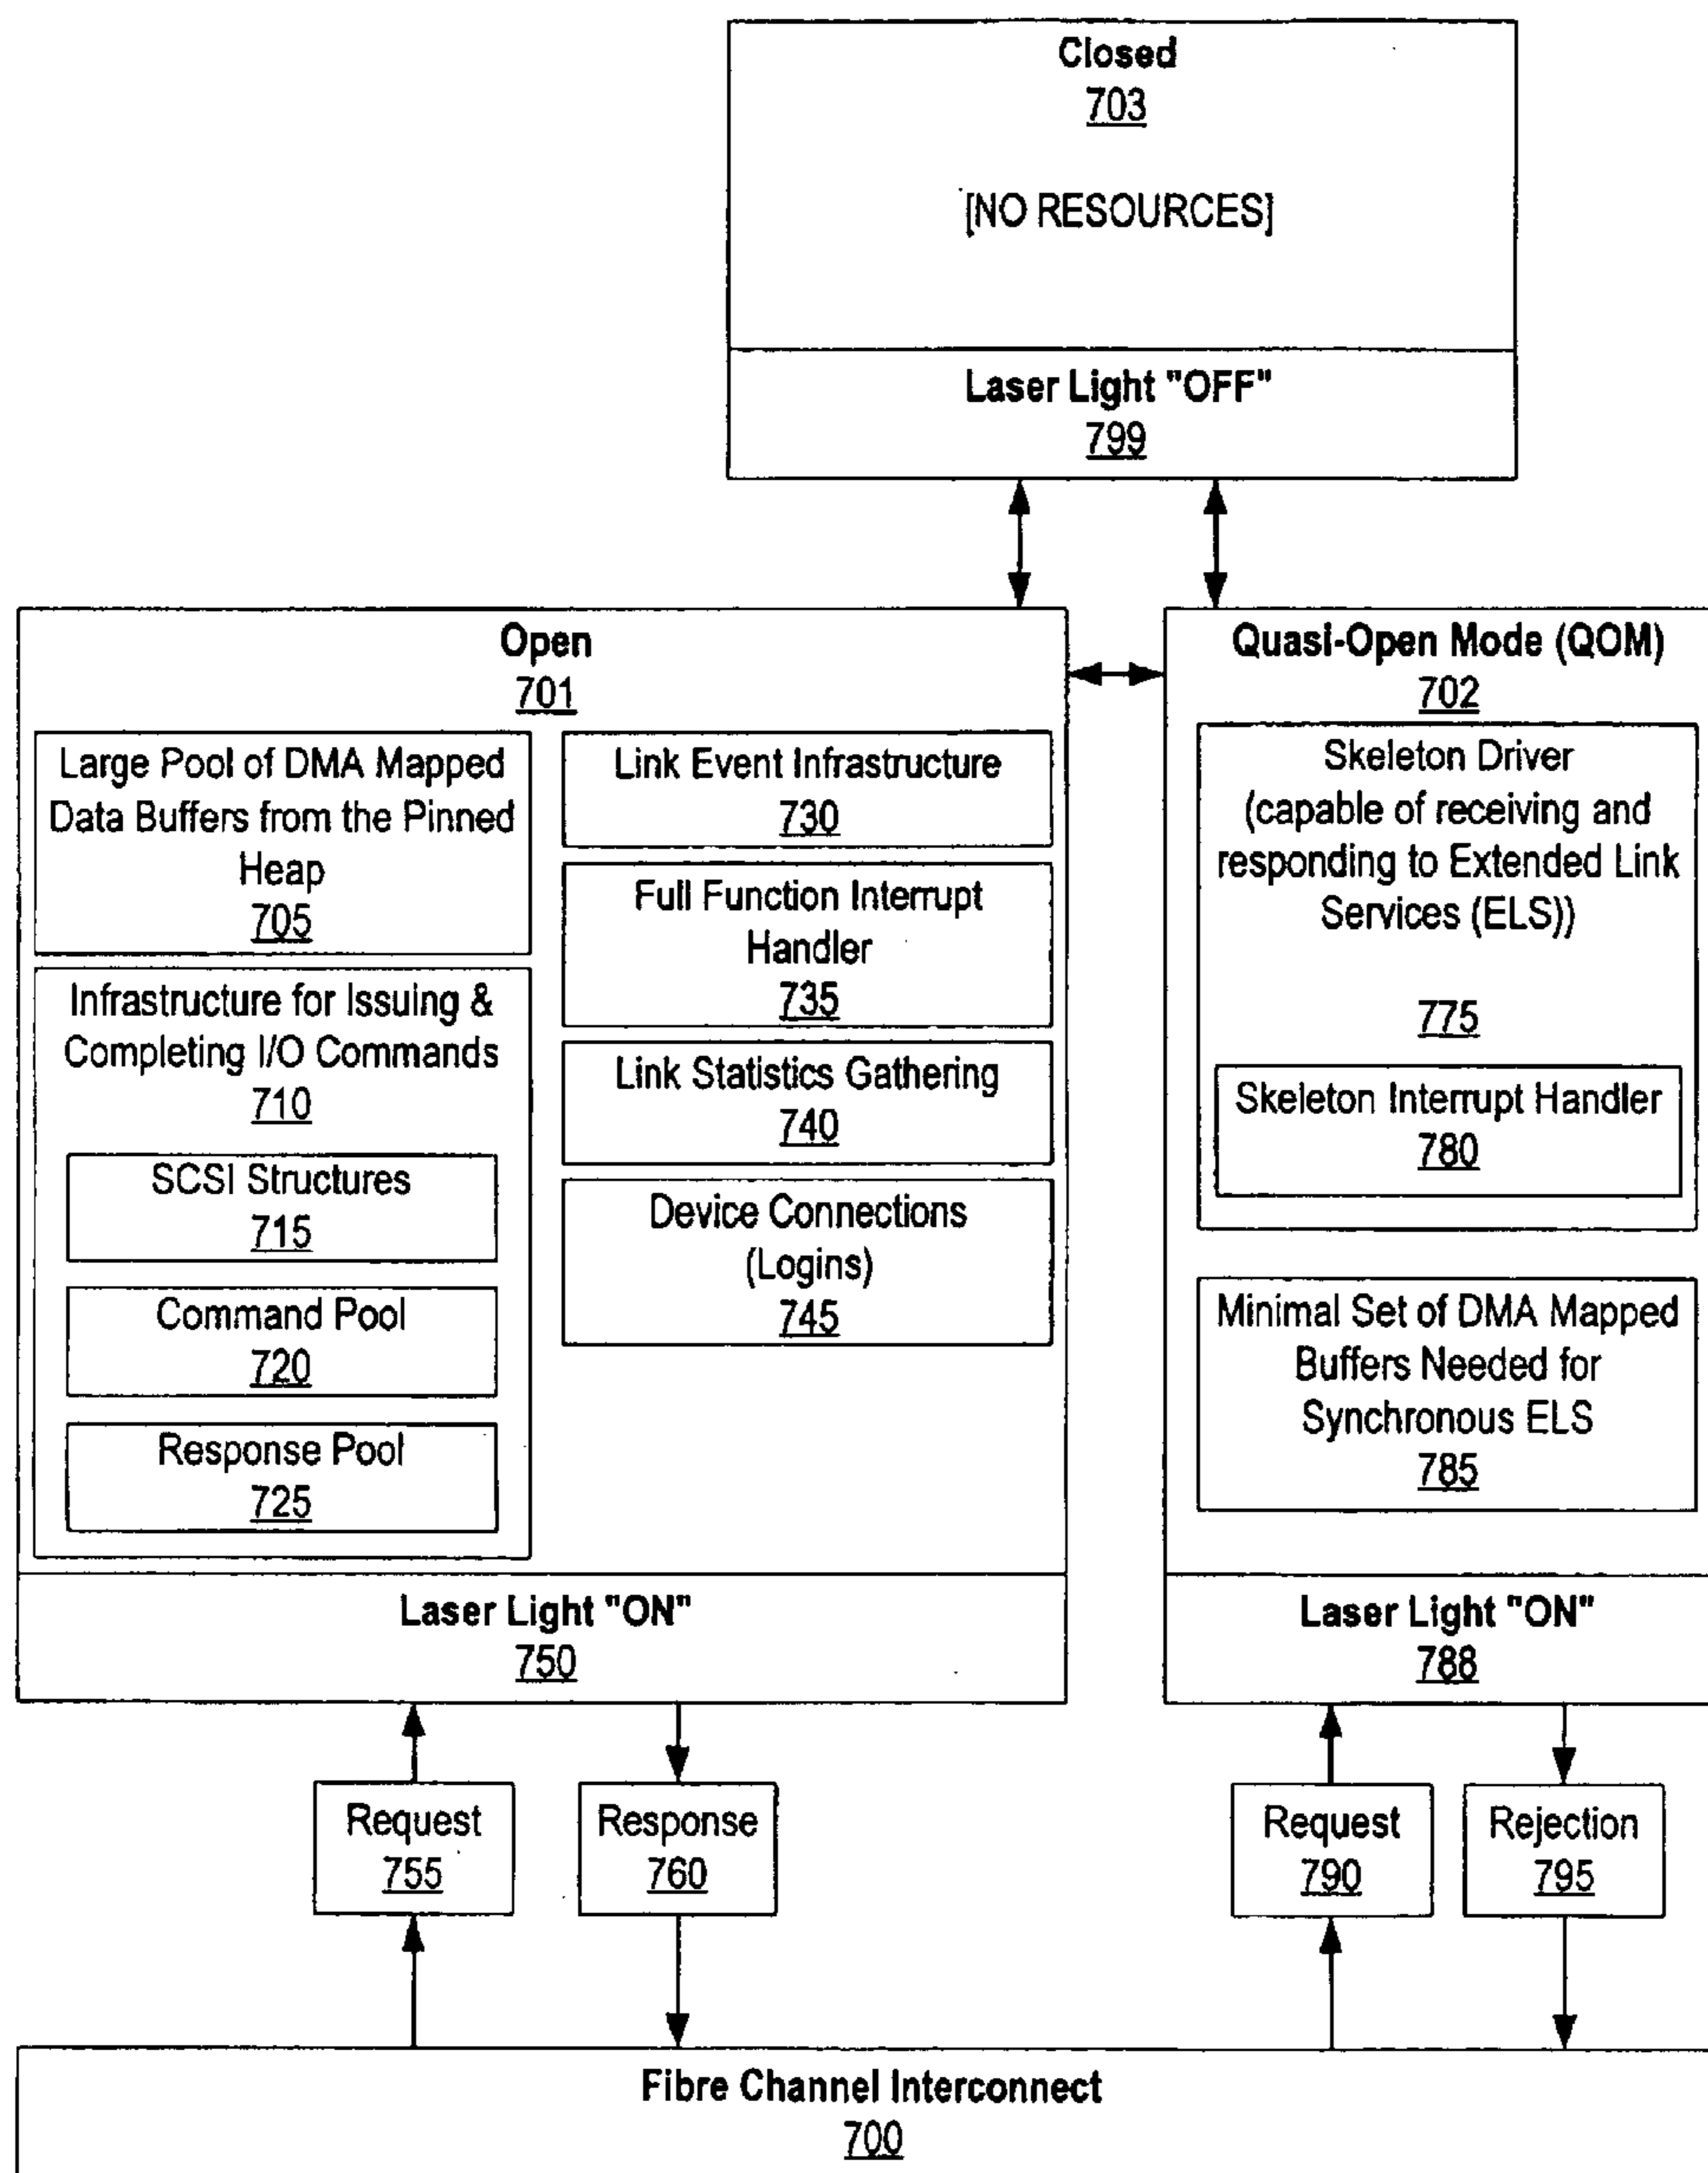 Closed
703
[NO RESOURCES]
Laser Light "OFF"
799
Open
701
Large Pool of DMA Mapped
Data Buffers from the Pinned
Heap
705
Infrastructure for Issuing &
Completing I/O Commands
710
SCSI Structures
715
Command Pool
720
Response Pool
725
Link Event Infrastructure
730
Full Function Interrupt
Handler
735
Link Statistics Gathering
740
Device Connections
(Logins)
745
Laser Light "ON"
750
Quasi-Open Mode (QOM)
702
Skeleton Driver
(capable of receiving and
responding to Extended Link
Services (ELS))
775
Skeleton Interrupt Handler
780
Minimal Set of DMA Mapped
Buffers Needed for
Synchronous ELS
785
Laser Light "ON"
788
Request
755
Response
760
Request
790
Rejection
795
Fibre Channel Interconnect
700